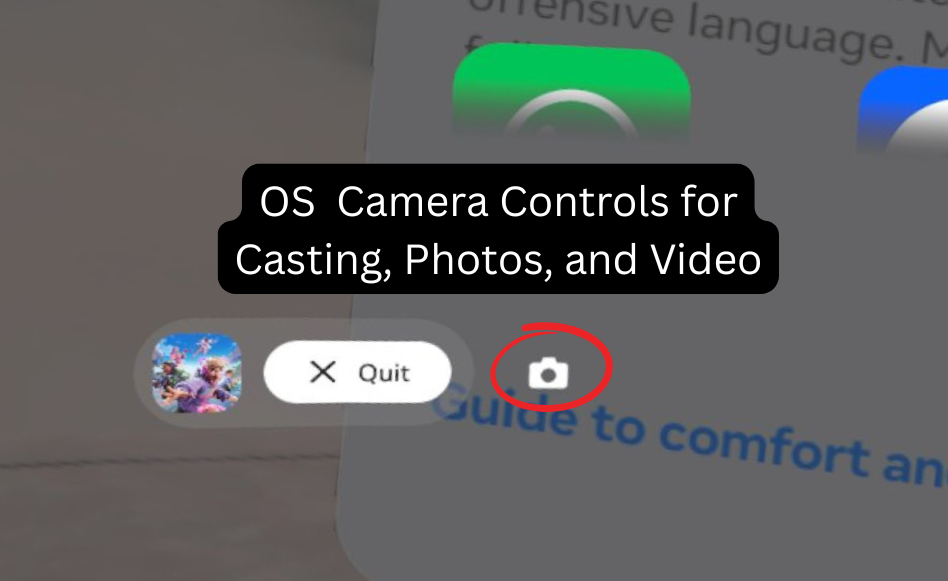 offensive language. M
OS Camera Controls for
Casting, Photos, and Video
Quit
Guide to comfort an